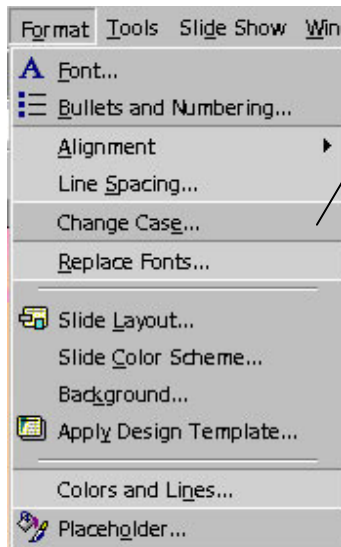 Format Tools Slide Show Win
Font...
Bullets and Numbering...
Alignment
Line Spacing...
Change Case...
Replace Fonts...
Slide Layout...
Slide Color Scheme...
Background...
Apply Design Template...
Colors and Lines...
Placeholder...